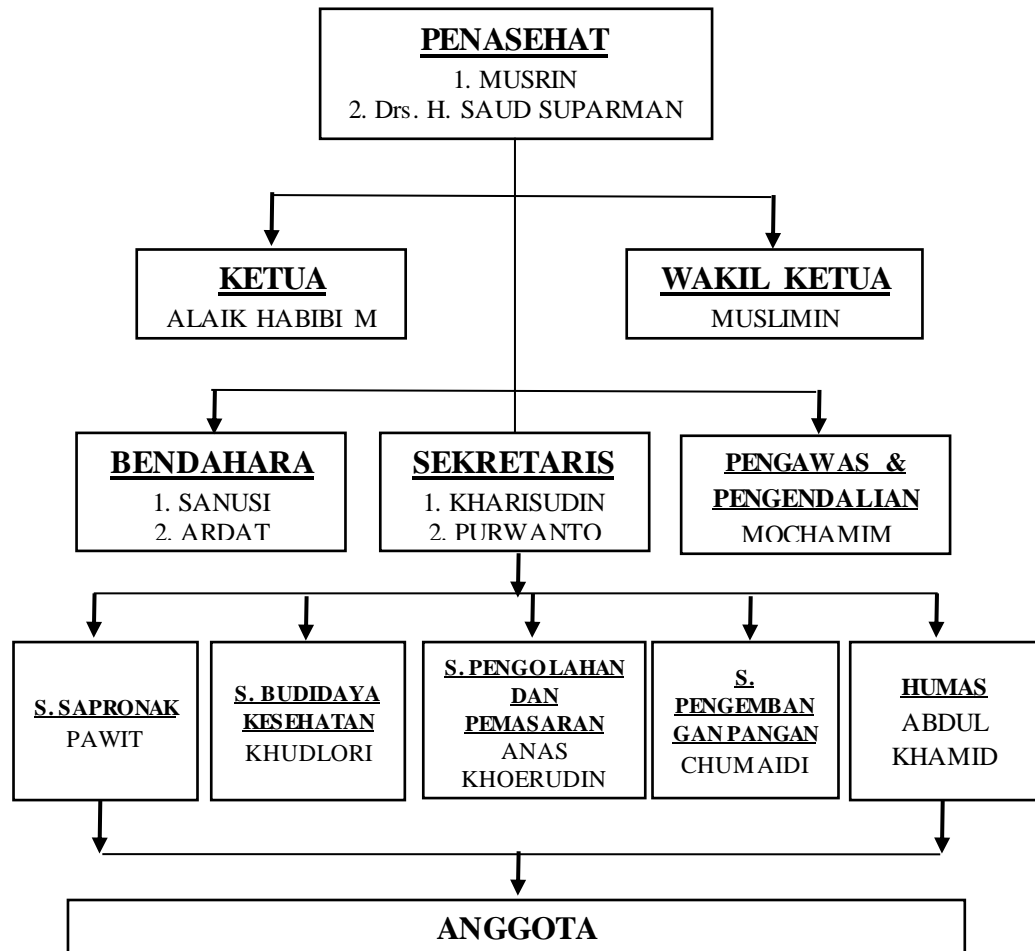 PENASEHAT
1. MUSRIN
2. Drs. H. SAUD SUPARMAN
KETUA
ALAIK HABIBI M
WAKIL KETUA
MUSLIMIN
BENDAHARA
1. SANUSI
2. ARDAT
SEKRETARIS
1. KHARISUDIN
2. PURWANTO
PENGAWAS &
PENGENDALIAN
MOCHAMIM
S. SAPRONAK
PAWIT
S. BUDIDAYA
KESEHATAN
KHUDLORI
S. PENGOLAHAN
DAN
PEMASARAN
ANAS
KHOERUDIN
S.
PENGEMBAN
GAN PANGAN
CHUMAIDI
HUMAS
ABDUL
KHAMID
ANGGOTA